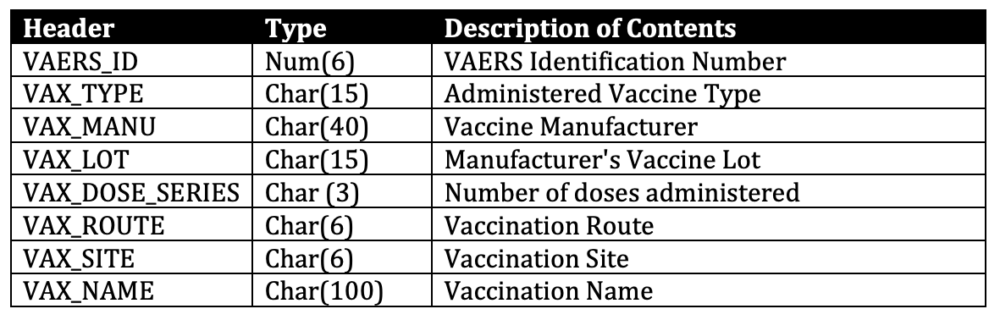 Header Type Description of Contents
VAERS_ID Num(6) VAERS Identification Number
VAX_TYPE Char(15) Administered Vaccine Type
VAX_MANU Char(40) Vaccine Manufacturer
VAX_LOT Char(15) Manufacturer's Vaccine Lot
VAX_DOSE_SERIES Char (3) Number of doses administered
VAX_ROUTE Char(6) Vaccination Route
VAX_SITE Char(6) Vaccination Site
VAX_NAME Char(100) Vaccination Name